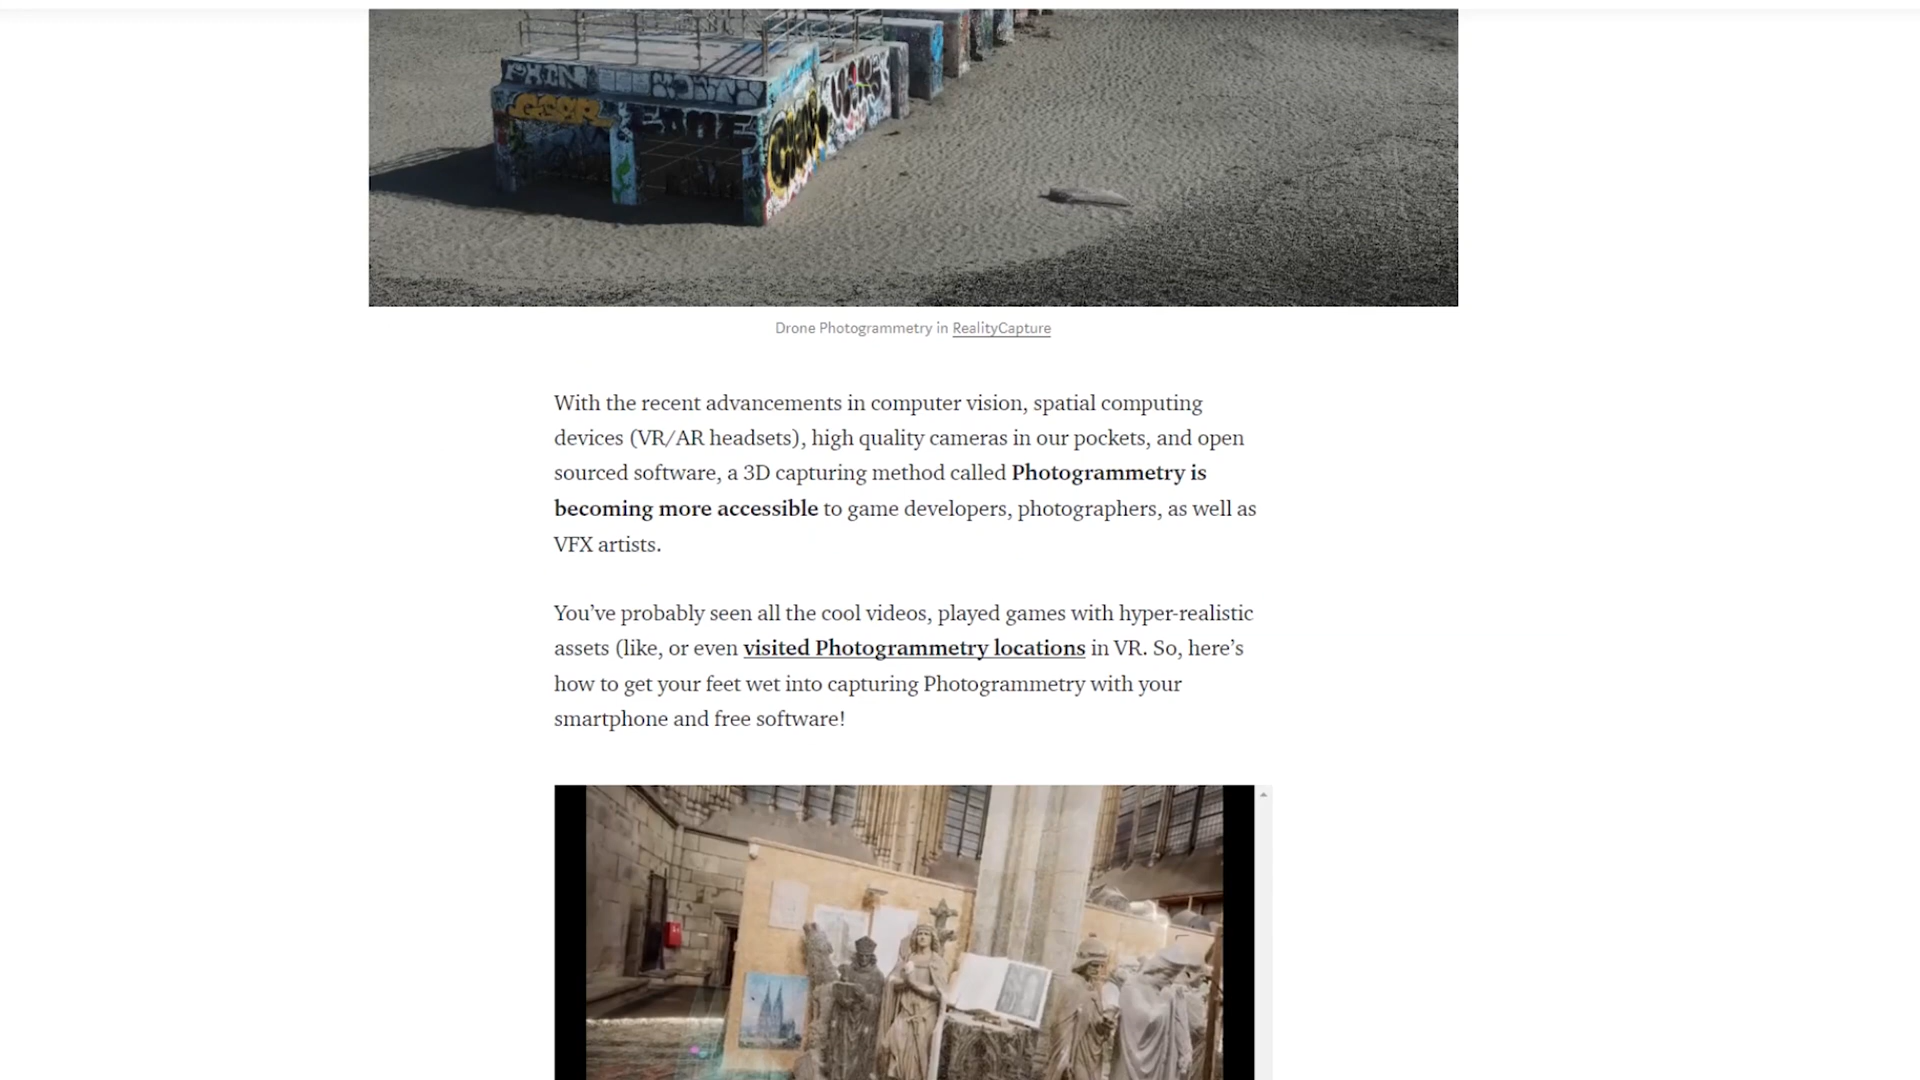 Drone Photogrammetry in RealityCapture
With the recent advancements in computer vision, spatial computing
devices (VR/AR headsets), high quality cameras in our pockets, and open
sourced software, a 3D capturing method called Photogrammetry is
becoming more accessible to game developers, photographers, as well as
VFX artists.
You’ve probably seen all the cool videos, played games with hyper-realistic
assets (like, or even visited Photogrammetry locations in VR. So, here’s
how to get your feet wet into capturing Photogrammetry with your
smartphone and free software!